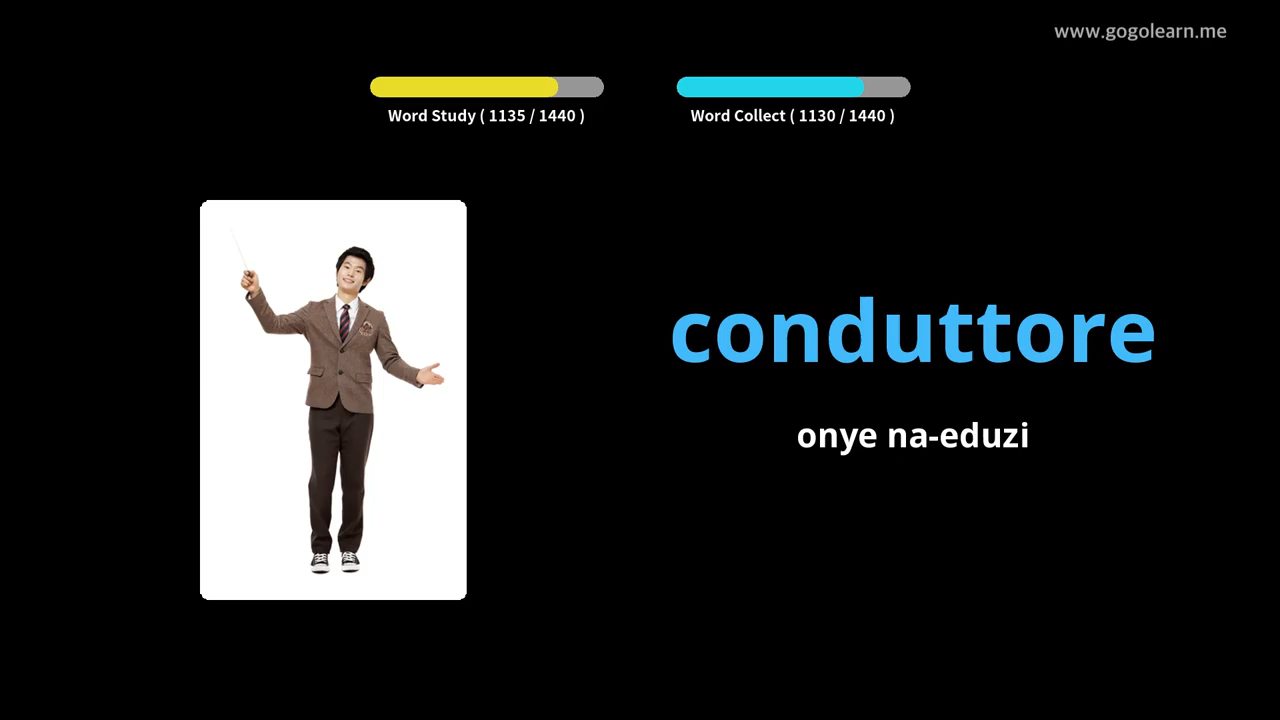 www.gogolearn.me
Word Study ( 1135 / 1440 )
Word Collect ( 1130 / 1440 )
conduttore
onye na-eduzi